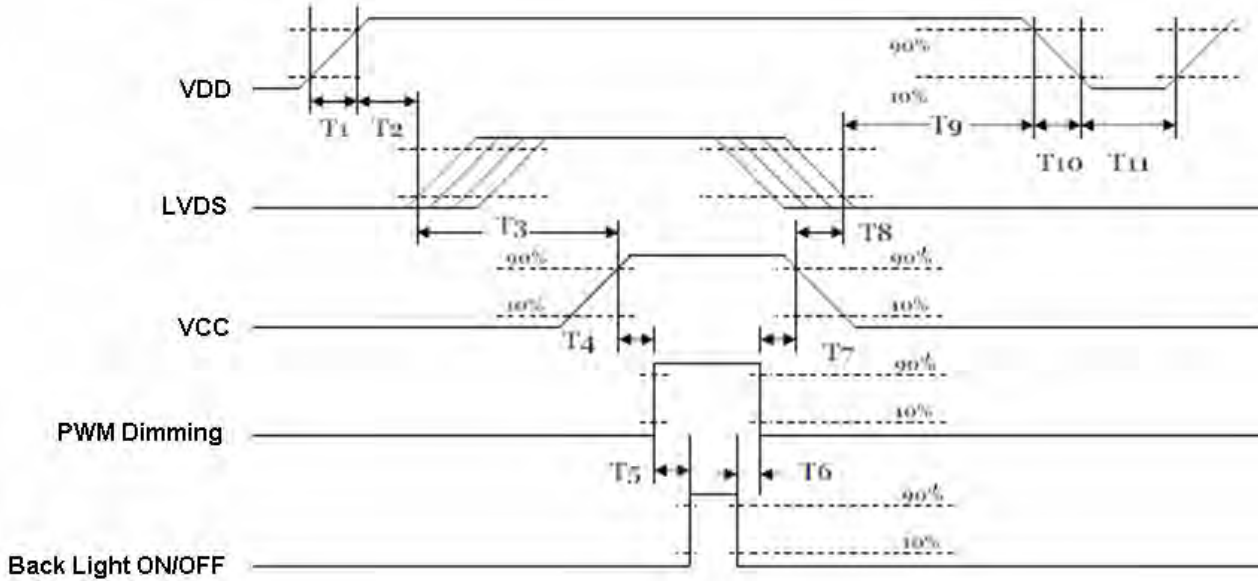 90%
VDD
10%
T1 T2 T9
T10 T11
LVDS
T3 T8
90% 90%
10% 10%
VCC
T4 T7
90%
10%
PWM Dimming
T5 T6
90%
10%
Back Light ON/OFF